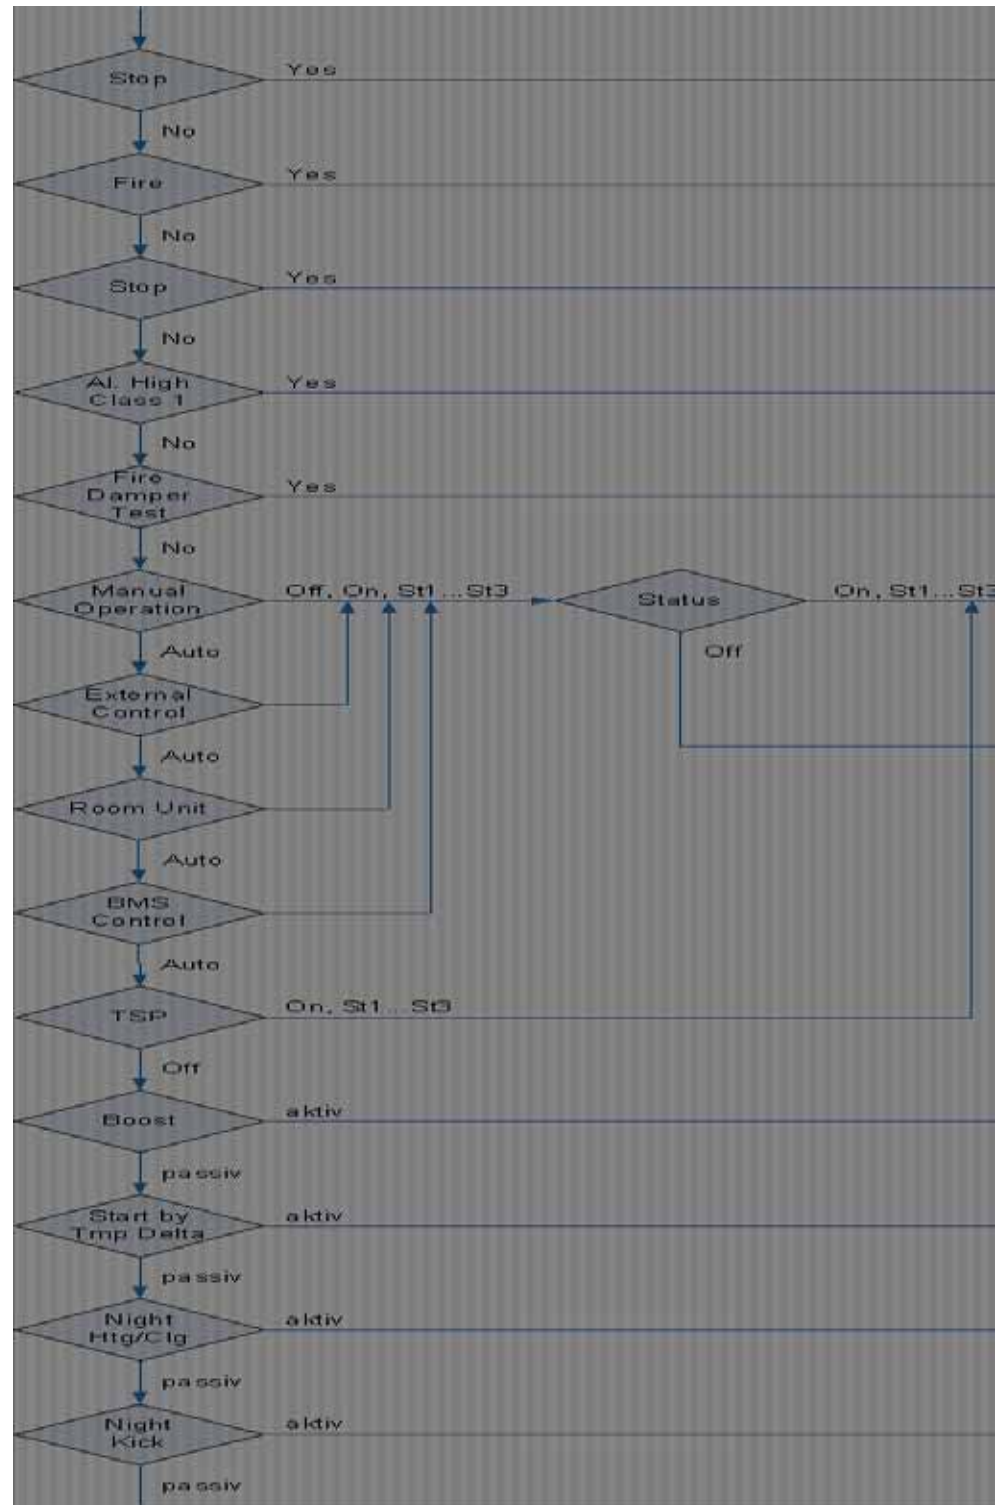 Stop
Yes
No
Fire
Yes
No
Stop
Yes
No
Al. High
Class 1
Yes
No
Fire
Damper
Test
Yes
No
Manual
Operation
Off, On, St1...St3
Status
On, St1...St3
Auto
Off
External
Control
Auto
Room Unit
Auto
BMS
Control
Auto
TSP
On, St1...St3
Off
Boost
aktiv
passiv
Start by
Tmp Delta
aktiv
passiv
Night
Htg/Clg
aktiv
passiv
Night
Kick
aktiv
passiv